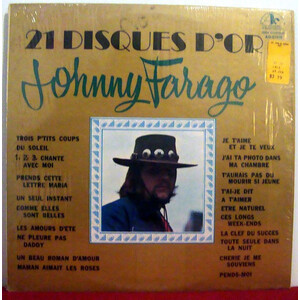 21 DISQUES D'OR
Johnny Farago
TROIS P'TITS COUPS
DU SOLEIL
1, 2, 3, CHANTE
AVEC MOI
PRENDS CETTE
LETTRE MARIA
UN SEUL INSTANT
COMME ELLES
SONT BELLES
LES AMOURS D'ETE
NE PLEURE PAS
DADDY
UN BEAU ROMAN D'AMOUR
MAMAN AIMAIT LES ROSES
JE T'AIME
ET JE TE VEUX
J'AI TA PHOTO DANS
MA CHAMBRE
T'AURAIS PAS DU
MOURIR SI JEUNE
T'AI-JE DIT
A T'AIMER
ETRE NATUREL
CES LONGS
WEEK-ENDS
LA CLEF DU SUCCES
TOUTE SEULE DANS
LA NUIT
CHERIE JE ME
SOUVIENS
PENDS-MOI